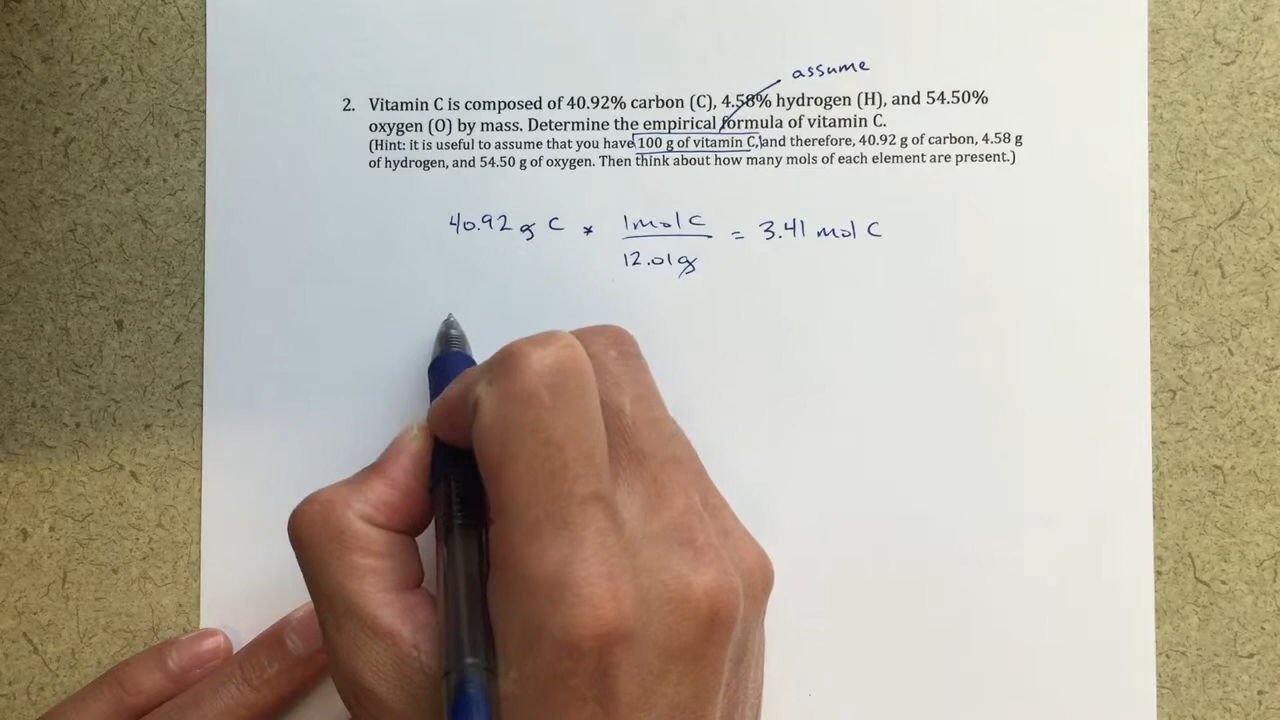 assume
2. Vitamin C is composed of 40.92% carbon (C), 4.58% hydrogen (H), and 54.50%
oxygen (O) by mass. Determine the empirical formula of vitamin C.
(Hint: it is useful to assume that you have 100 g of vitamin C, and therefore, 40.92 g of carbon, 4.58 g
of hydrogen, and 54.50 g of oxygen. Then think about how many mols of each element are present.)
40.92 g C * 1 mol C = 3.41 mol C
12.01 g